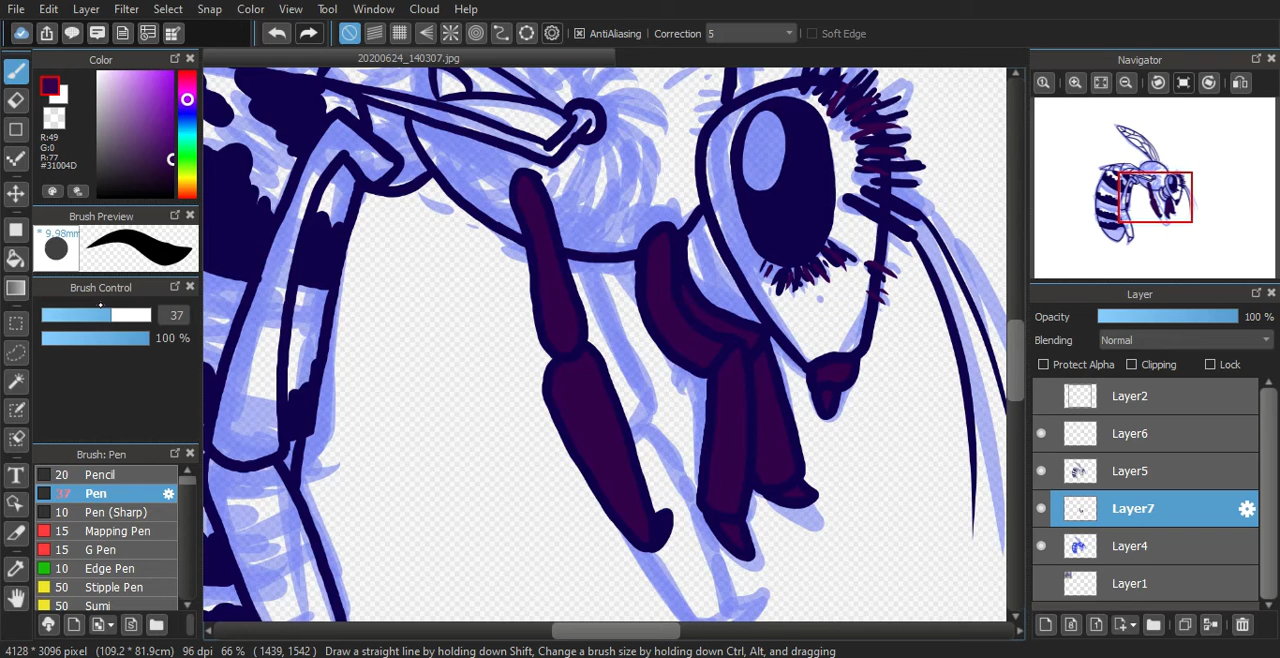 File Edit Layer Filter Select Snap Color View Tool Window Cloud Help
AntiAliasing Correction 5 Soft Edge
Color
20200624_140307.jpg
Navigator
R:49
G:0
B:77
#31004D
Brush Preview
* 9.98mm
Brush Control
37
100 %
Layer
Opacity 100 %
Blending Normal
Protect Alpha Clipping Lock
Layer2
Layer6
Layer5
Layer7
Layer4
Layer1
Brush: Pen
20 Pencil
37 Pen
10 Pen (Sharp)
15 Mapping Pen
15 G Pen
10 Edge Pen
50 Stipple Pen
50 Sumi
4128 * 3096 pixel (109.2 * 81.9cm) 96 dpi 66 % ( 1439, 1542 ) Draw a straight line by holding down Shift, Change a brush size by holding down Ctrl, Alt, and dragging